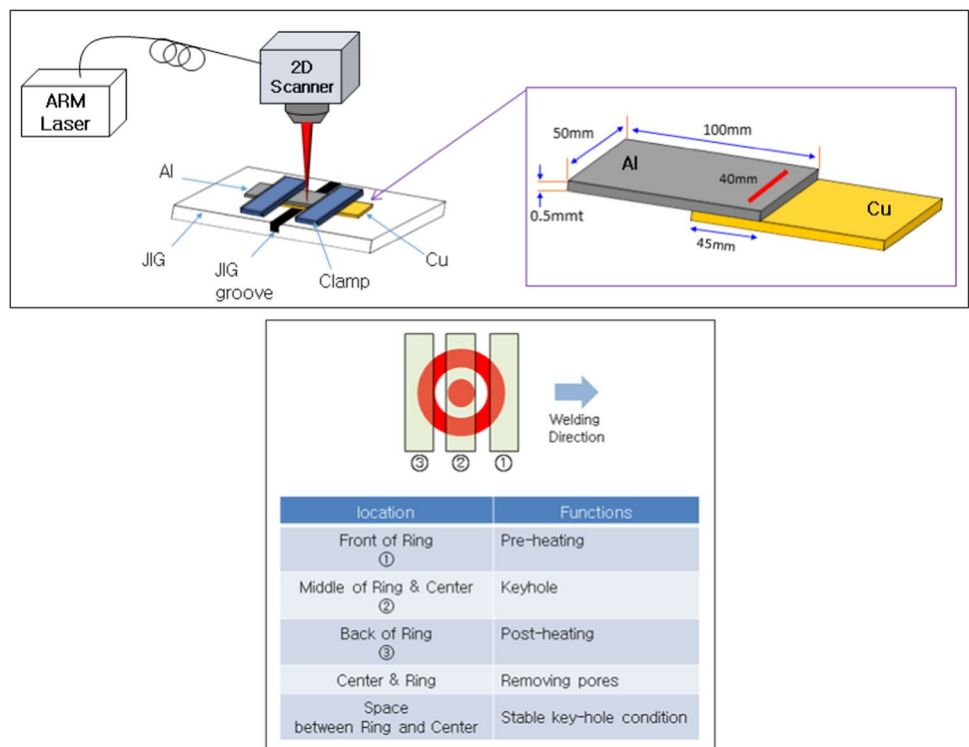 ARM
Laser
2D
Scanner
Al
JIG
JIG
groove
Clamp
Cu
50mm
100mm
Al
40mm
0.5mmt
45mm
Cu
Welding
Direction
③ ② ①
location Functions
Front of Ring
①
Pre-heating
Middle of Ring & Center
②
Keyhole
Back of Ring
③
Post-heating
Center & Ring Removing pores
Space
between Ring and Center
Stable key-hole condition